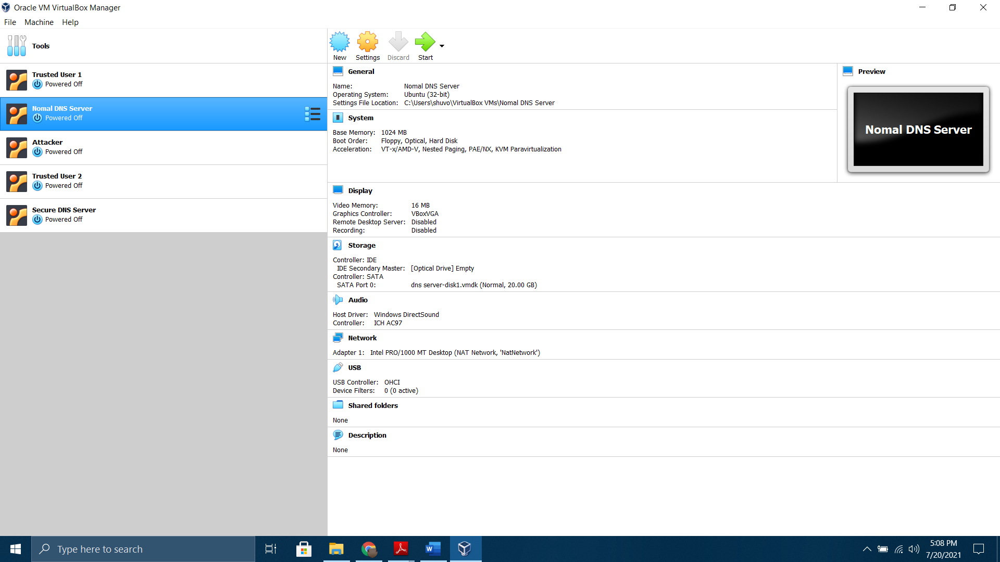 Oracle VM VirtualBox Manager
File Machine Help
Tools
Trusted User 1
Powered Off
Nomal DNS Server
Powered Off
Attacker
Powered Off
Trusted User 2
Powered Off
Secure DNS Server
Powered Off
New Settings Discard Start
General
Name: Nomal DNS Server
Operating System: Ubuntu (32-bit)
Settings File Location: C:\Users\shuvo\VirtualBox VMs\Nomal DNS Server
Preview
Nomal DNS Server
System
Base Memory: 1024 MB
Boot Order: Floppy, Optical, Hard Disk
Acceleration: VT-x/AMD-V, Nested Paging, PAE/NX, KVM Paravirtualization
Display
Video Memory: 16 MB
Graphics Controller: VBoxVGA
Remote Desktop Server: Disabled
Recording: Disabled
Storage
Controller: IDE
IDE Secondary Master: [Optical Drive] Empty
Controller: SATA
SATA Port 0: dns server-disk1.vmdk (Normal, 20.00 GB)
Audio
Host Driver: Windows DirectSound
Controller: ICH AC97
Network
Adapter 1: Intel PRO/1000 MT Desktop (NAT Network, 'NatNetwork')
USB
USB Controller: OHCI
Device Filters: 0 (0 active)
Shared folders
None
Description
None
Type here to search
5:08 PM
7/20/2021